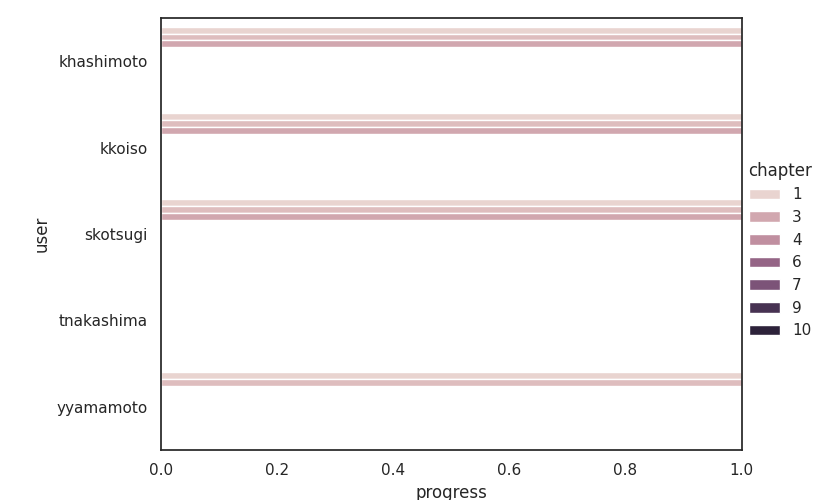 khashimoto
kkoiso
skotsugi
tnakashima
yyamamoto
user
0.0 0.2 0.4 0.6 0.8 1.0
progress
chapter
1
3
4
6
7
9
10